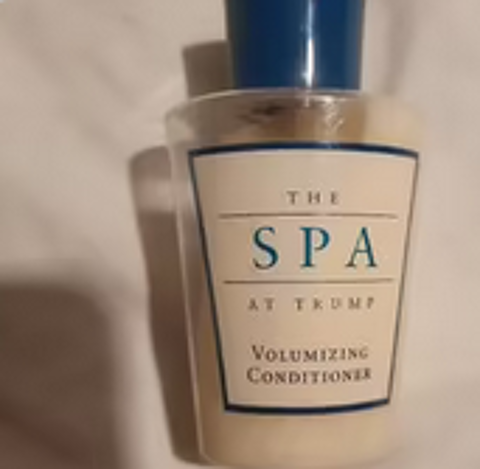 THE
SPA
AT TRUMP
VOLUMIZING
CONDITIONER